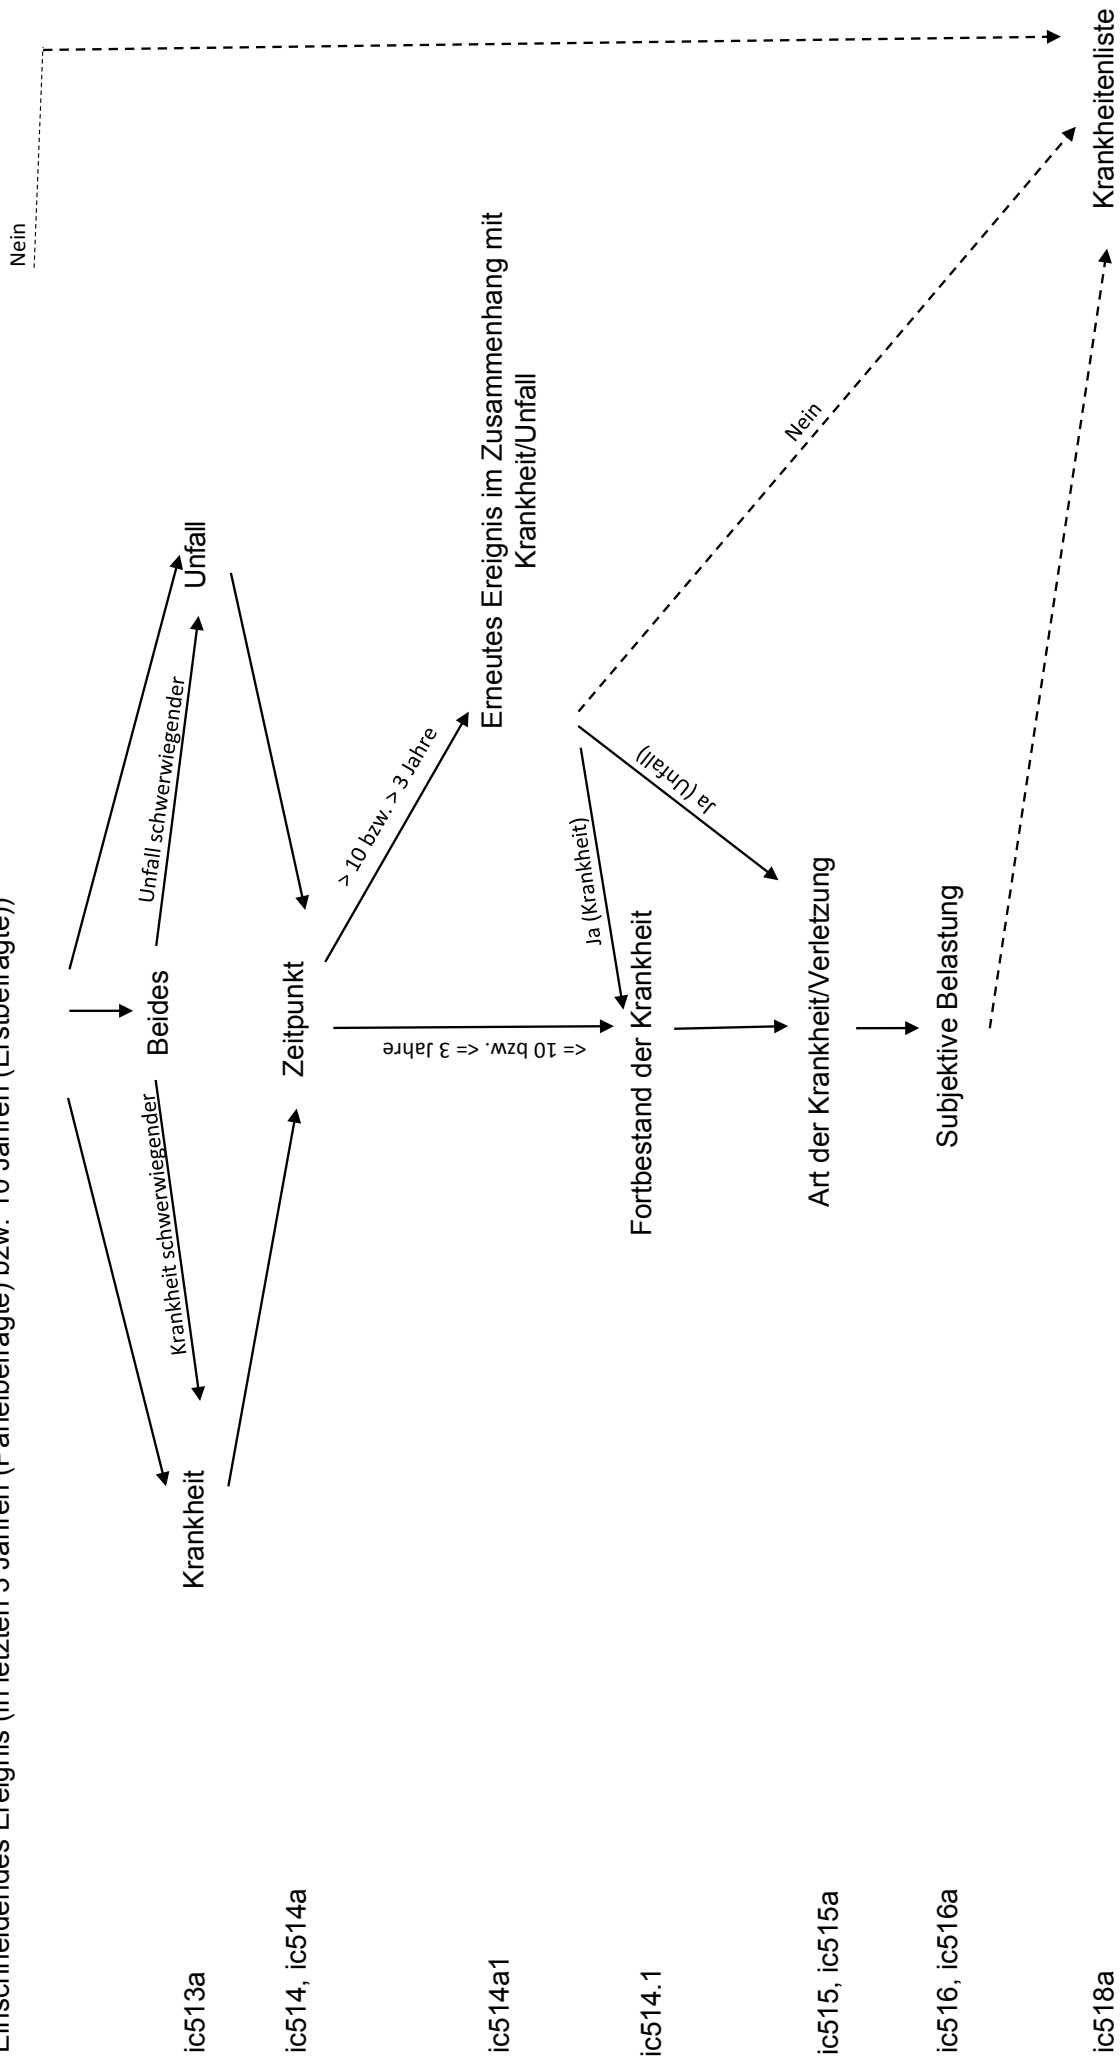 Einschneidendes Ereignis (in letzten 3 Jahren (Panelbefragte) bzw. 10 Jahren (Erstbefragte))
Nein
ic513a
Krankheit
Krankheit schwerwiegender
Beides
Unfall schwerwiegender
Unfall
ic514, ic514a
Zeitpunkt
> 10 bzw. > 3 Jahre
<= 10 bzw. <= 3 Jahre
ic514a1
Erneutes Ereignis im Zusammenhang mit
Krankheit/Unfall
Ja (Krankheit)
Ja (Unfall)
Nein
ic514.1
Fortbestand der Krankheit
ic515, ic515a
Art der Krankheit/Verletzung
ic516, ic516a
Subjektive Belastung
ic518a
Krankheitenliste